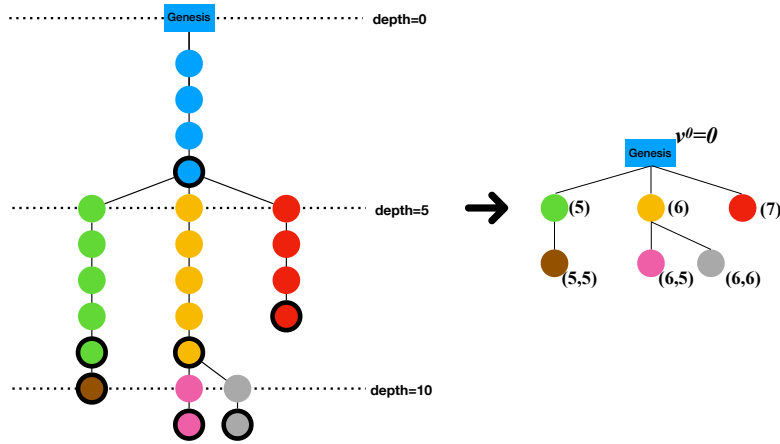 Genesis
depth=0
depth=5
depth=10
v⁰=0
Genesis
(5)
(6)
(7)
(5,5)
(6,5)
(6,6)